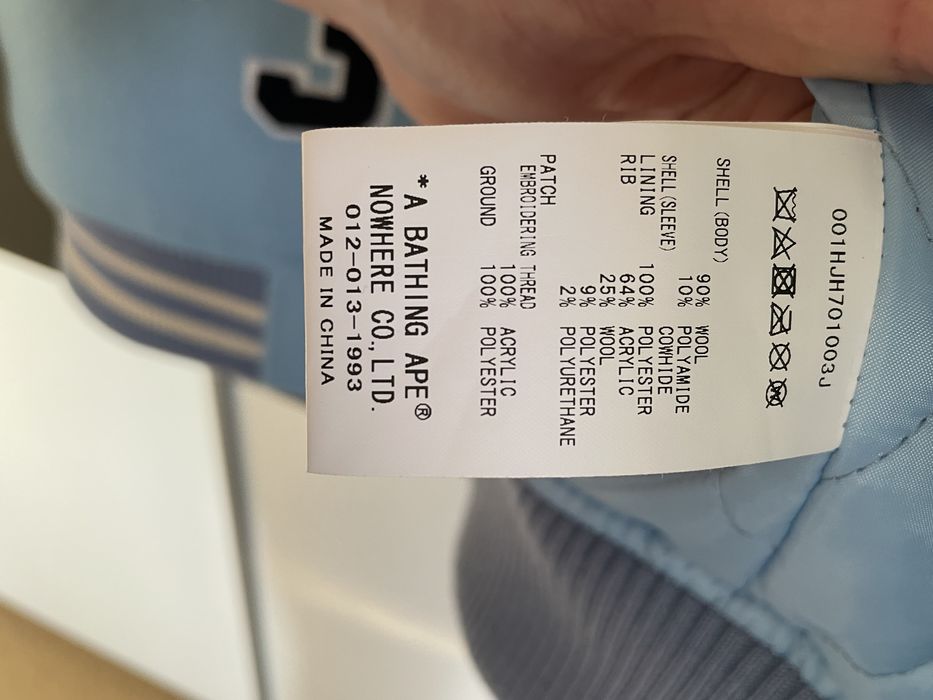 001HJH701003J
SHELL (BODY)
90% WOOL
10% POLYAMIDE
SHELL (SLEEVE) COWHIDE
LINING 100% POLYESTER
RIB 64% ACRYLIC
25% WOOL
9% POLYESTER
2% POLYURETHANE
PATCH
EMBROIDERING THREAD
100% ACRYLIC
GROUND 100% POLYESTER
* A BATHING APE®
NOWHERE CO., LTD.
012-013-1993
MADE IN CHINA